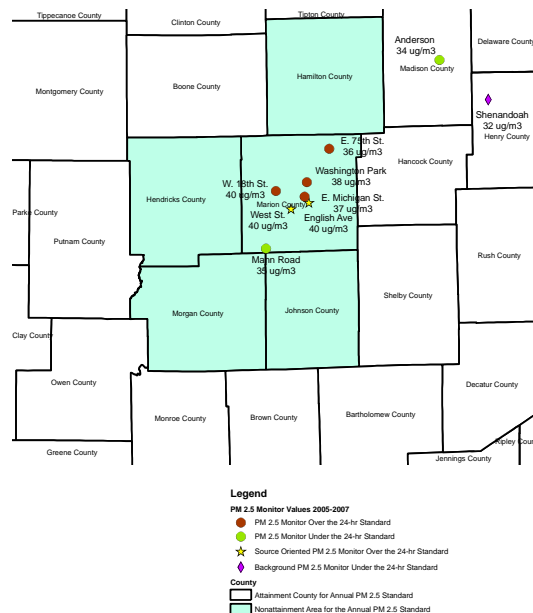 Tippecanoe County
Clinton County
Tipton County
Anderson
34 ug/m3
Delaware County
Madison County
Hamilton County
Montgomery County
Boone County
Shenandoah
32 ug/m3
Henry County
E. 75th St.
36 ug/m3
Hancock County
Washington Park
38 ug/m3
W. 18th St.
40 ug/m3
Hendricks County
Marion County
E. Michigan St.
37 ug/m3
West St.
40 ug/m3
English Ave
40 ug/m3
Parke County
Putnam County
Mann Road
35 ug/m3
Rush County
Shelby County
Morgan County
Johnson County
Clay County
Owen County
Decatur County
Monroe County
Brown County
Bartholomew County
Ripley Coun
Greene County
Jennings County
Legend
PM 2.5 Monitor Values 2005-2007
PM 2.5 Monitor Over the 24-hr Standard
PM 2.5 Monitor Under the 24-hr Standard
Source Oriented PM 2.5 Monitor Over the 24-hr Standard
Background PM 2.5 Monitor Under the 24-hr Standard
County
Attainment County for Annual PM 2.5 Standard
Nonattainment Area for the Annual PM 2.5 Standard